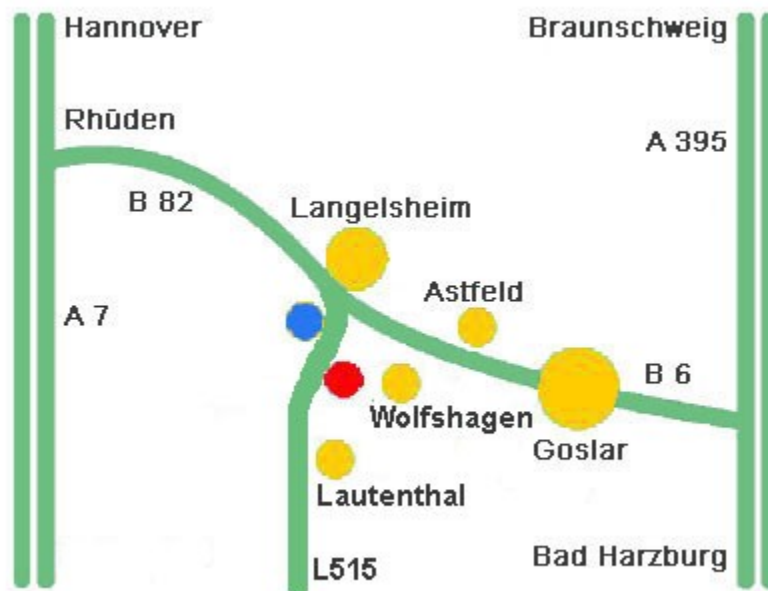 Hannover
Braunschweig
Rhüden
A 395
B 82
Langelsheim
Astfeld
A 7
B 6
Wolfshagen
Goslar
Lautenthal
Bad Harzburg
L515